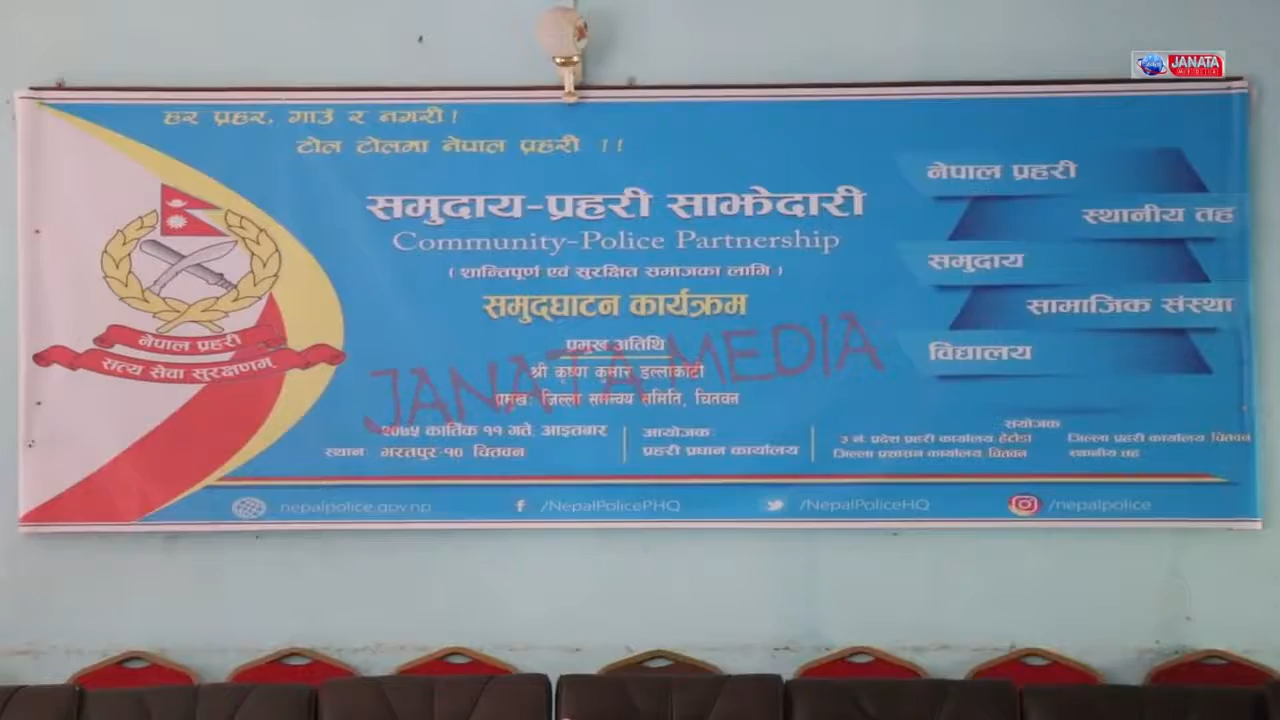 JANATA
MEDIA
हर प्रहर, गाउँ र नगरी !
टोल टोलमा नेपाल प्रहरी !!
समुदाय-प्रहरी साझेदारी
Community-Police Partnership
( शान्तिपूर्ण एवं सुरक्षित समाजका लागि )
समुद्घाटन कार्यक्रम
प्रमुख अतिथि
श्री कृष्ण कुमार डल्लाकोटी
प्रमुख: जिल्ला समन्वय समिति, चितवन
JANATA MEDIA
२०७५ कार्तिक ११ गते, आइतबार
स्थान: भरतपुर-१० चितवन
आयोजक:
प्रहरी प्रधान कार्यालय
संयोजक
३ नं. प्रदेश प्रहरी कार्यालय हेटौंडा
जिल्ला प्रहरी कार्यालय, चितवन
जिल्ला प्रशासन कार्यालय, चितवन
स्थानीय तह
नेपाल प्रहरी
स्थानीय तह
समुदाय
सामाजिक संस्था
विद्यालय
नेपाल प्रहरी
सत्य सेवा सुरक्षणम्
nepalpolice.gov.np
/NepalPolicePHQ
/NepalPoliceHQ
/nepalpolice